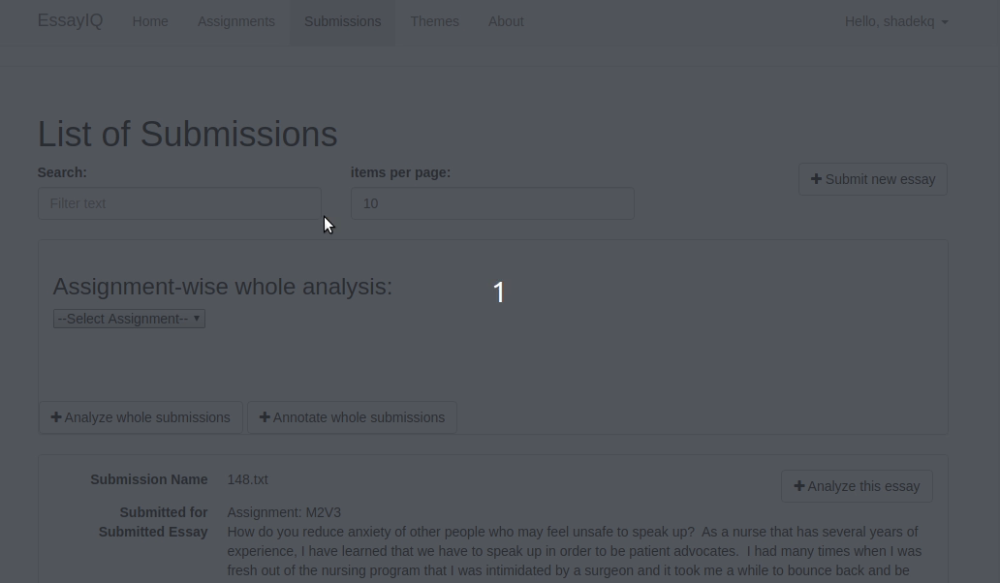 EssayIQ Home Assignments Submissions Themes About Hello, shadekq
List of Submissions
Search: items per page:
Submit new essay
Filter text 10
Assignment-wise whole analysis:
1
--Select Assignment--
Analyze whole submissions Annotate whole submissions
Submission Name 148.txt
Analyze this essay
Submitted for Assignment: M2V3
Submitted Essay How do you reduce anxiety of other people who may feel unsafe to speak up? As a nurse that has several years of
experience, I have learned that we have to speak up in order to be patient advocates. I had many times when I was
fresh out of the nursing program that I was intimidated by a surgeon and it took me a while to bounce back and be